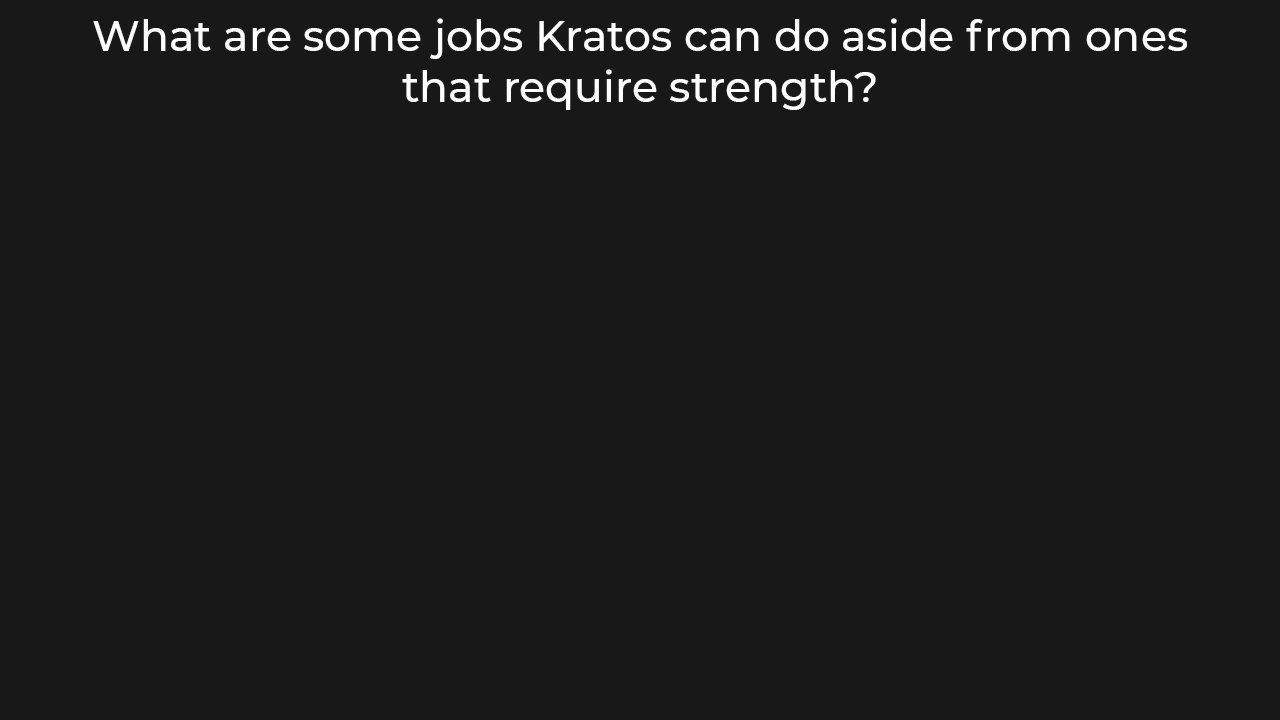 What are some jobs Kratos can do aside from ones
that require strength?